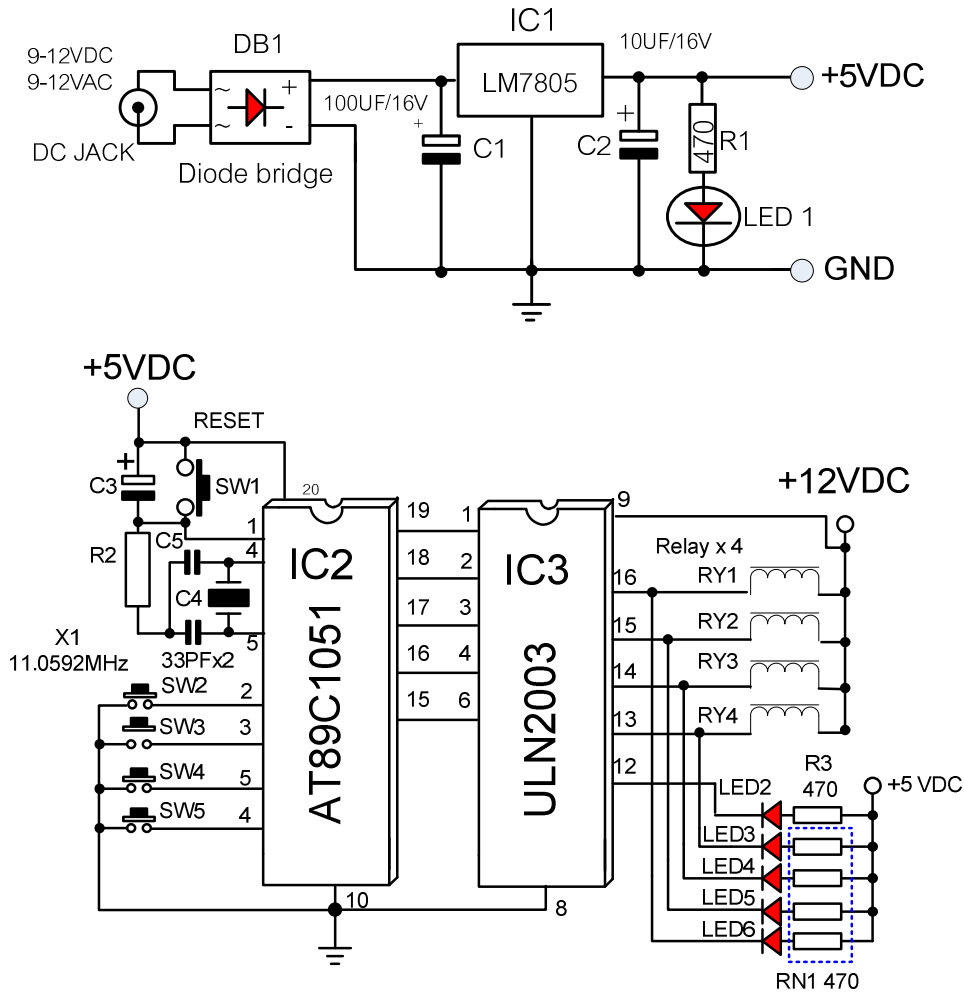 IC1
DB1
10UF/16V
9-12VDC
9-12VAC
~ +
~ -
LM7805
+5VDC
100UF/16V
+
+
C1
C2
470
R1
DC JACK
Diode bridge
LED 1
GND
+5VDC
RESET
+
C3
SW1
20
+12VDC
R2
C5
1
4
IC2
19
1
9
18
2
IC3
Relay x 4
16
RY1
C4
17
3
15
RY2
X1
11.0592MHz
33PFx2
5
16
4
14
RY3
SW2
2
15
6
13
RY4
SW3
3
AT89C1051
ULN2003
12
R3
470
SW4
5
LED2
+5 VDC
SW5
4
LED3
LED4
LED5
LED6
10
8
RN1 470